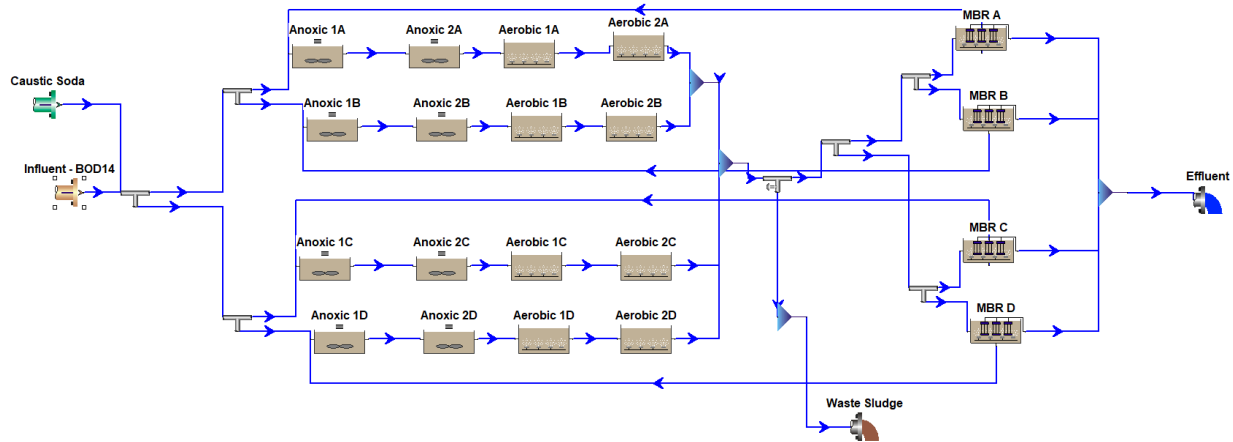 MBR A
Anoxic 1A
Anoxic 2A
Aerobic 1A
Aerobic 2A
Caustic Soda
MBR B
Anoxic 1B
Anoxic 2B
Aerobic 1B
Aerobic 2B
Influent - BOD14
Effluent
MBR C
Anoxic 1C
Anoxic 2C
Aerobic 1C
Aerobic 2C
MBR D
Anoxic 1D
Anoxic 2D
Aerobic 1D
Aerobic 2D
Waste Sludge